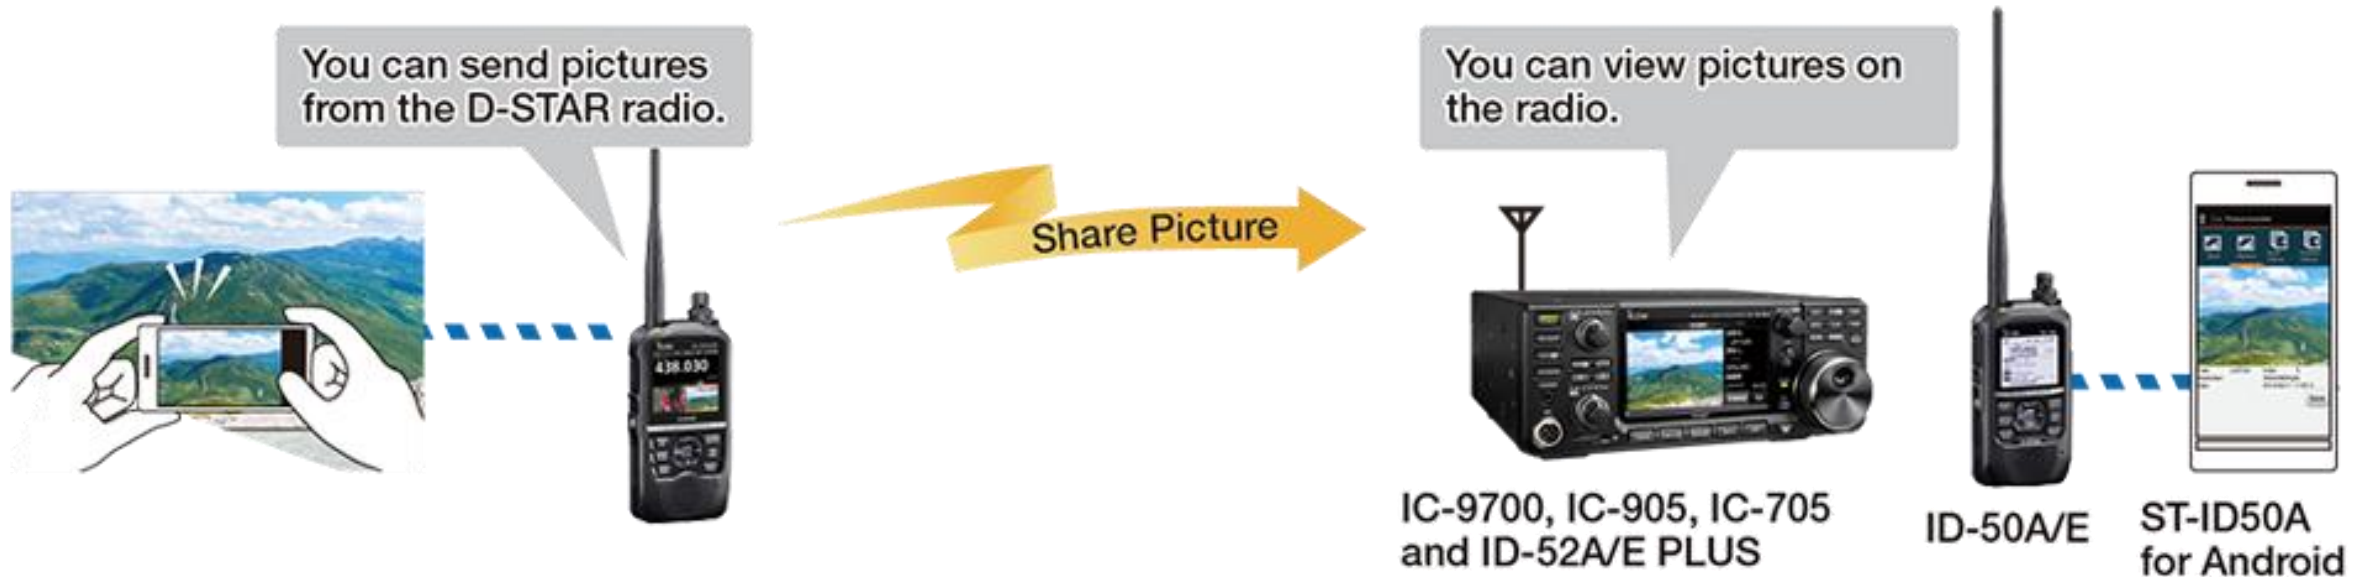 You can send pictures
from the D-STAR radio.
438.030
Share Picture
You can view pictures on
the radio.
IC-9700, IC-905, IC-705
and ID-52A/E PLUS
ID-50A/E
ST-ID50A
for Android